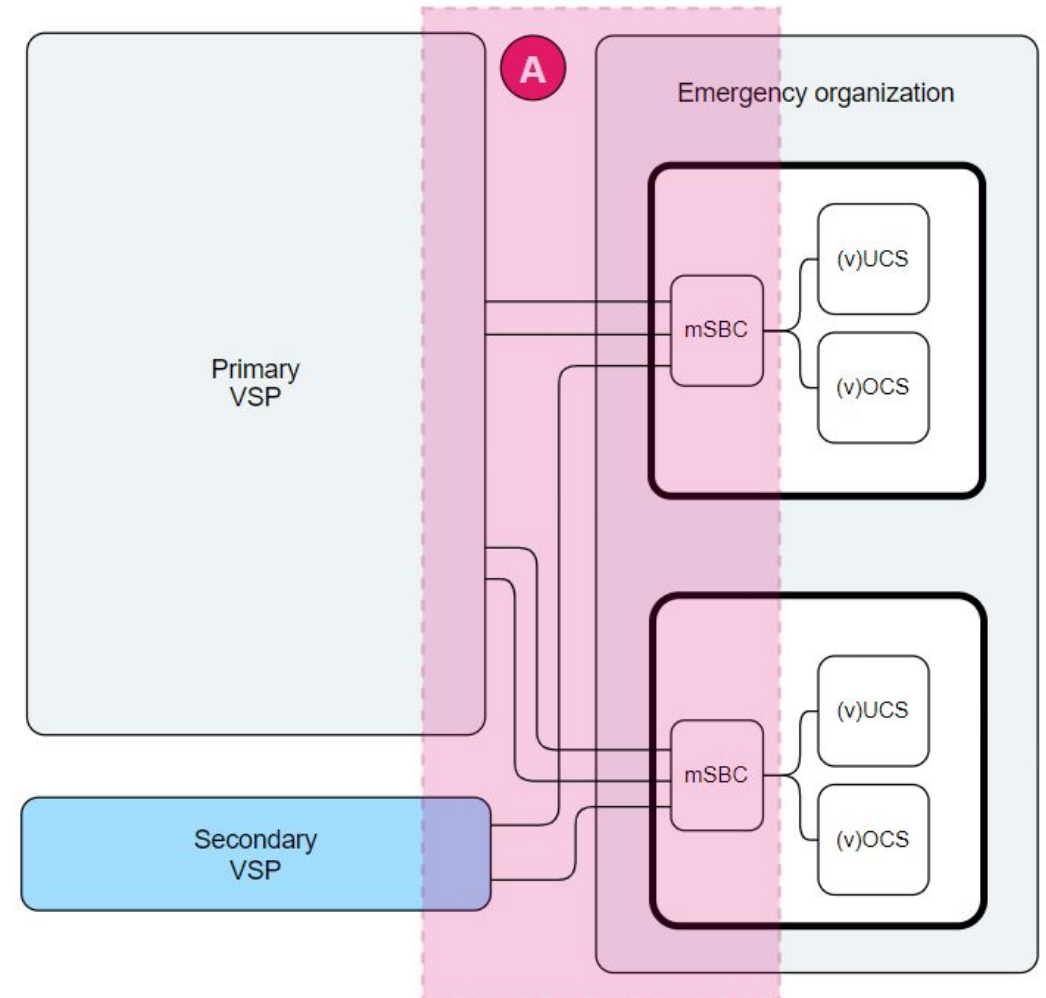 A
Emergency organization
(v)UCS
mSBC
(v)OCS
Primary
VSP
(v)UCS
mSBC
(v)OCS
Secondary
VSP